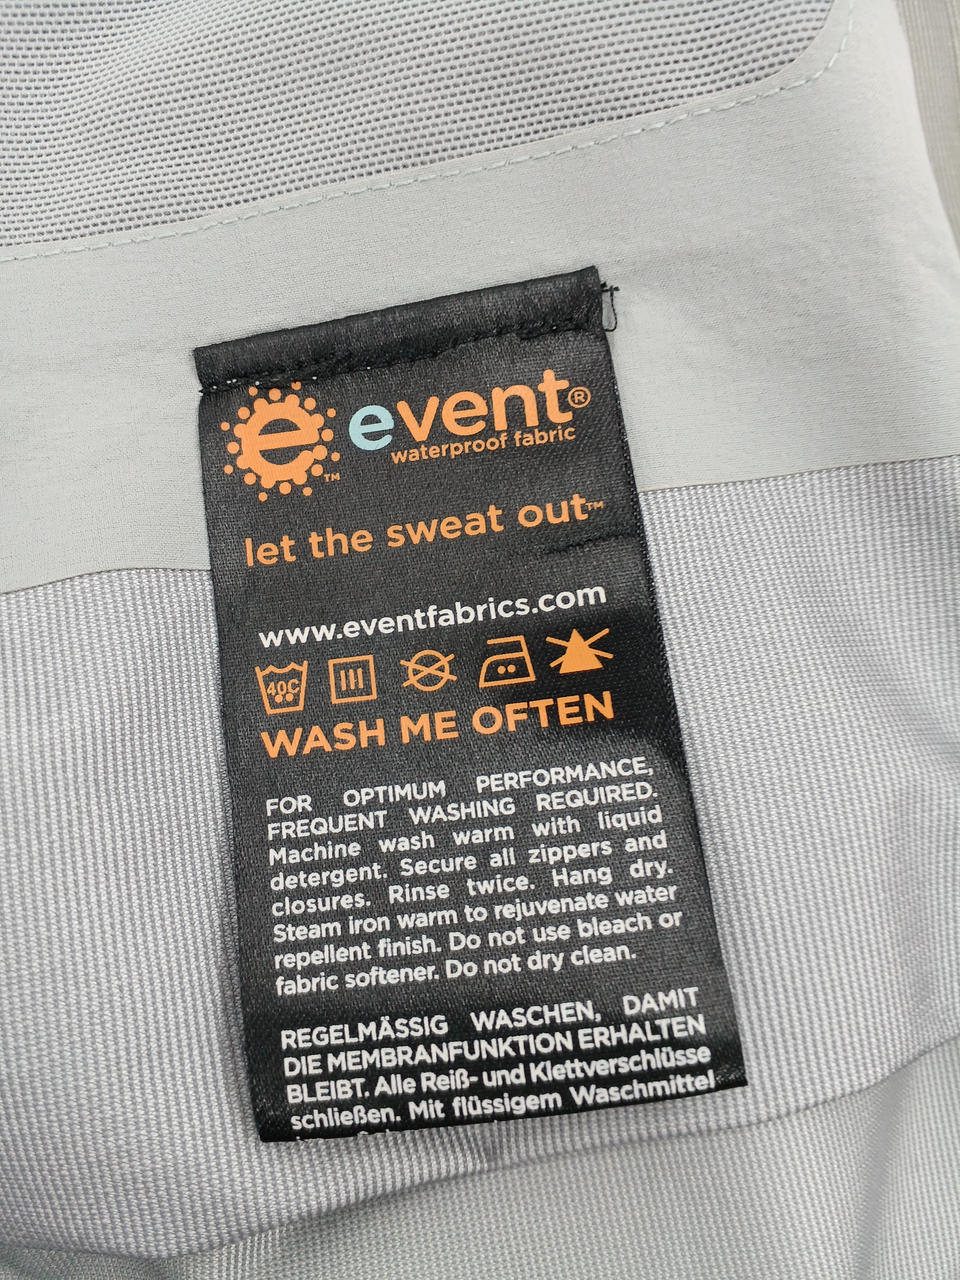 e™
event®
waterproof fabric
let the sweat out™
www.eventfabrics.com
40C
WASH ME OFTEN
FOR OPTIMUM PERFORMANCE,
FREQUENT WASHING REQUIRED.
Machine wash warm with liquid
detergent. Secure all zippers and
closures. Rinse twice. Hang dry.
Steam iron warm to rejuvenate water
repellent finish. Do not use bleach or
fabric softener. Do not dry clean.
REGELMÄSSIG WASCHEN, DAMIT
DIE MEMBRANFUNKTION ERHALTEN
BLEIBT. Alle Reiß- und Klettverschlüsse
schließen. Mit flüssigem Waschmittel